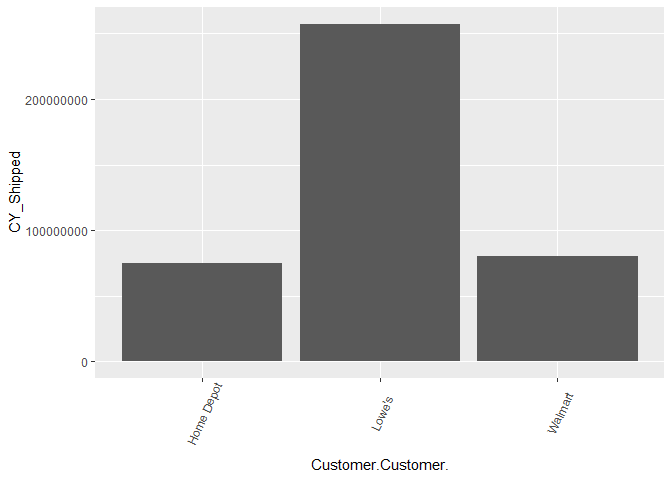 CY_Shipped
200000000
100000000
0
Home Depot
Lowe's
Walmart
Customer.Customer.